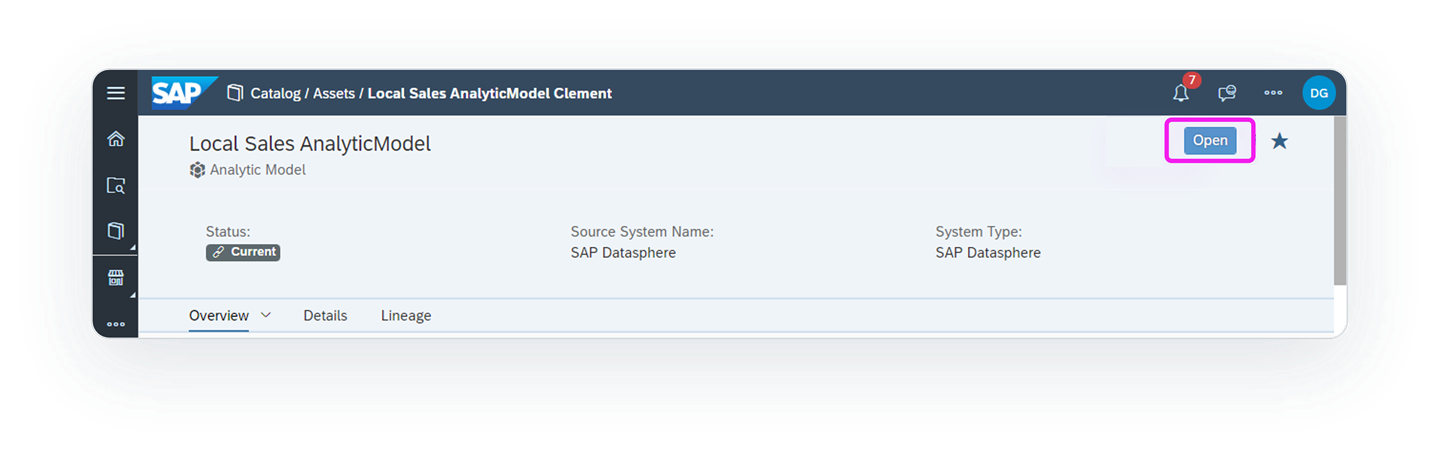 SAP Catalog / Assets / Local Sales AnalyticModel Clement 7 DG
Local Sales AnalyticModel Open
Analytic Model
Status: Source System Name: System Type:
Current SAP Datasphere SAP Datasphere
Overview Details Lineage